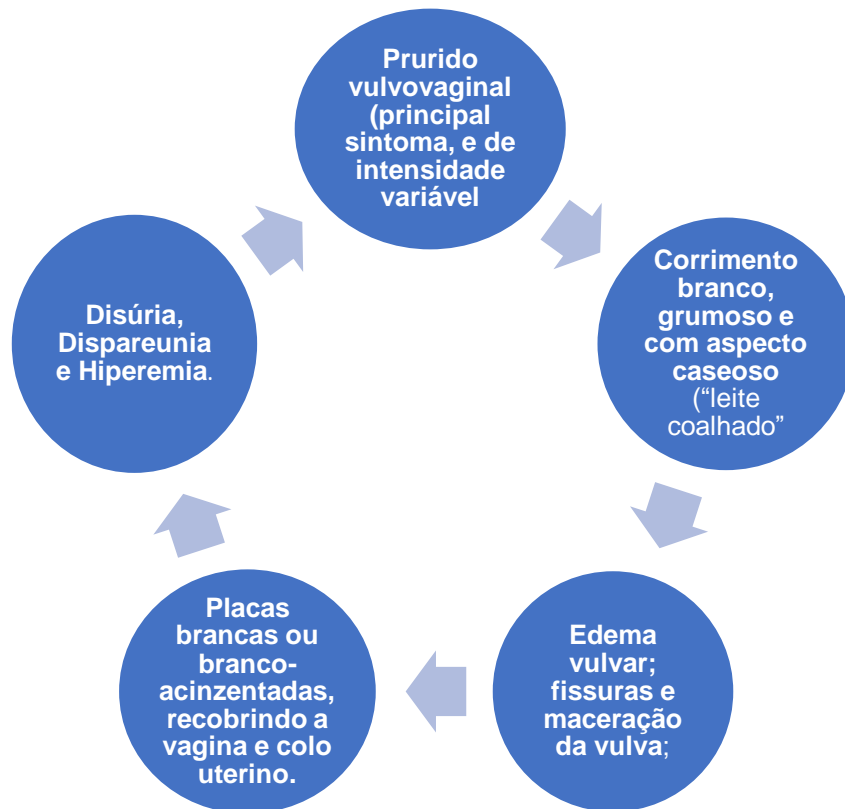 Prurido
vulvovaginal
(principal
sintoma, e de
intensidade
variável
Corrimento
branco,
grumoso e
com aspecto
caseoso
(“leite
coalhado”
Edema
vulvar;
fissuras e
maceração
da vulva;
Placas
brancas ou
branco-
acinzentadas,
recobrindo a
vagina e colo
uterino.
Disúria,
Dispareunia
e Hiperemia.